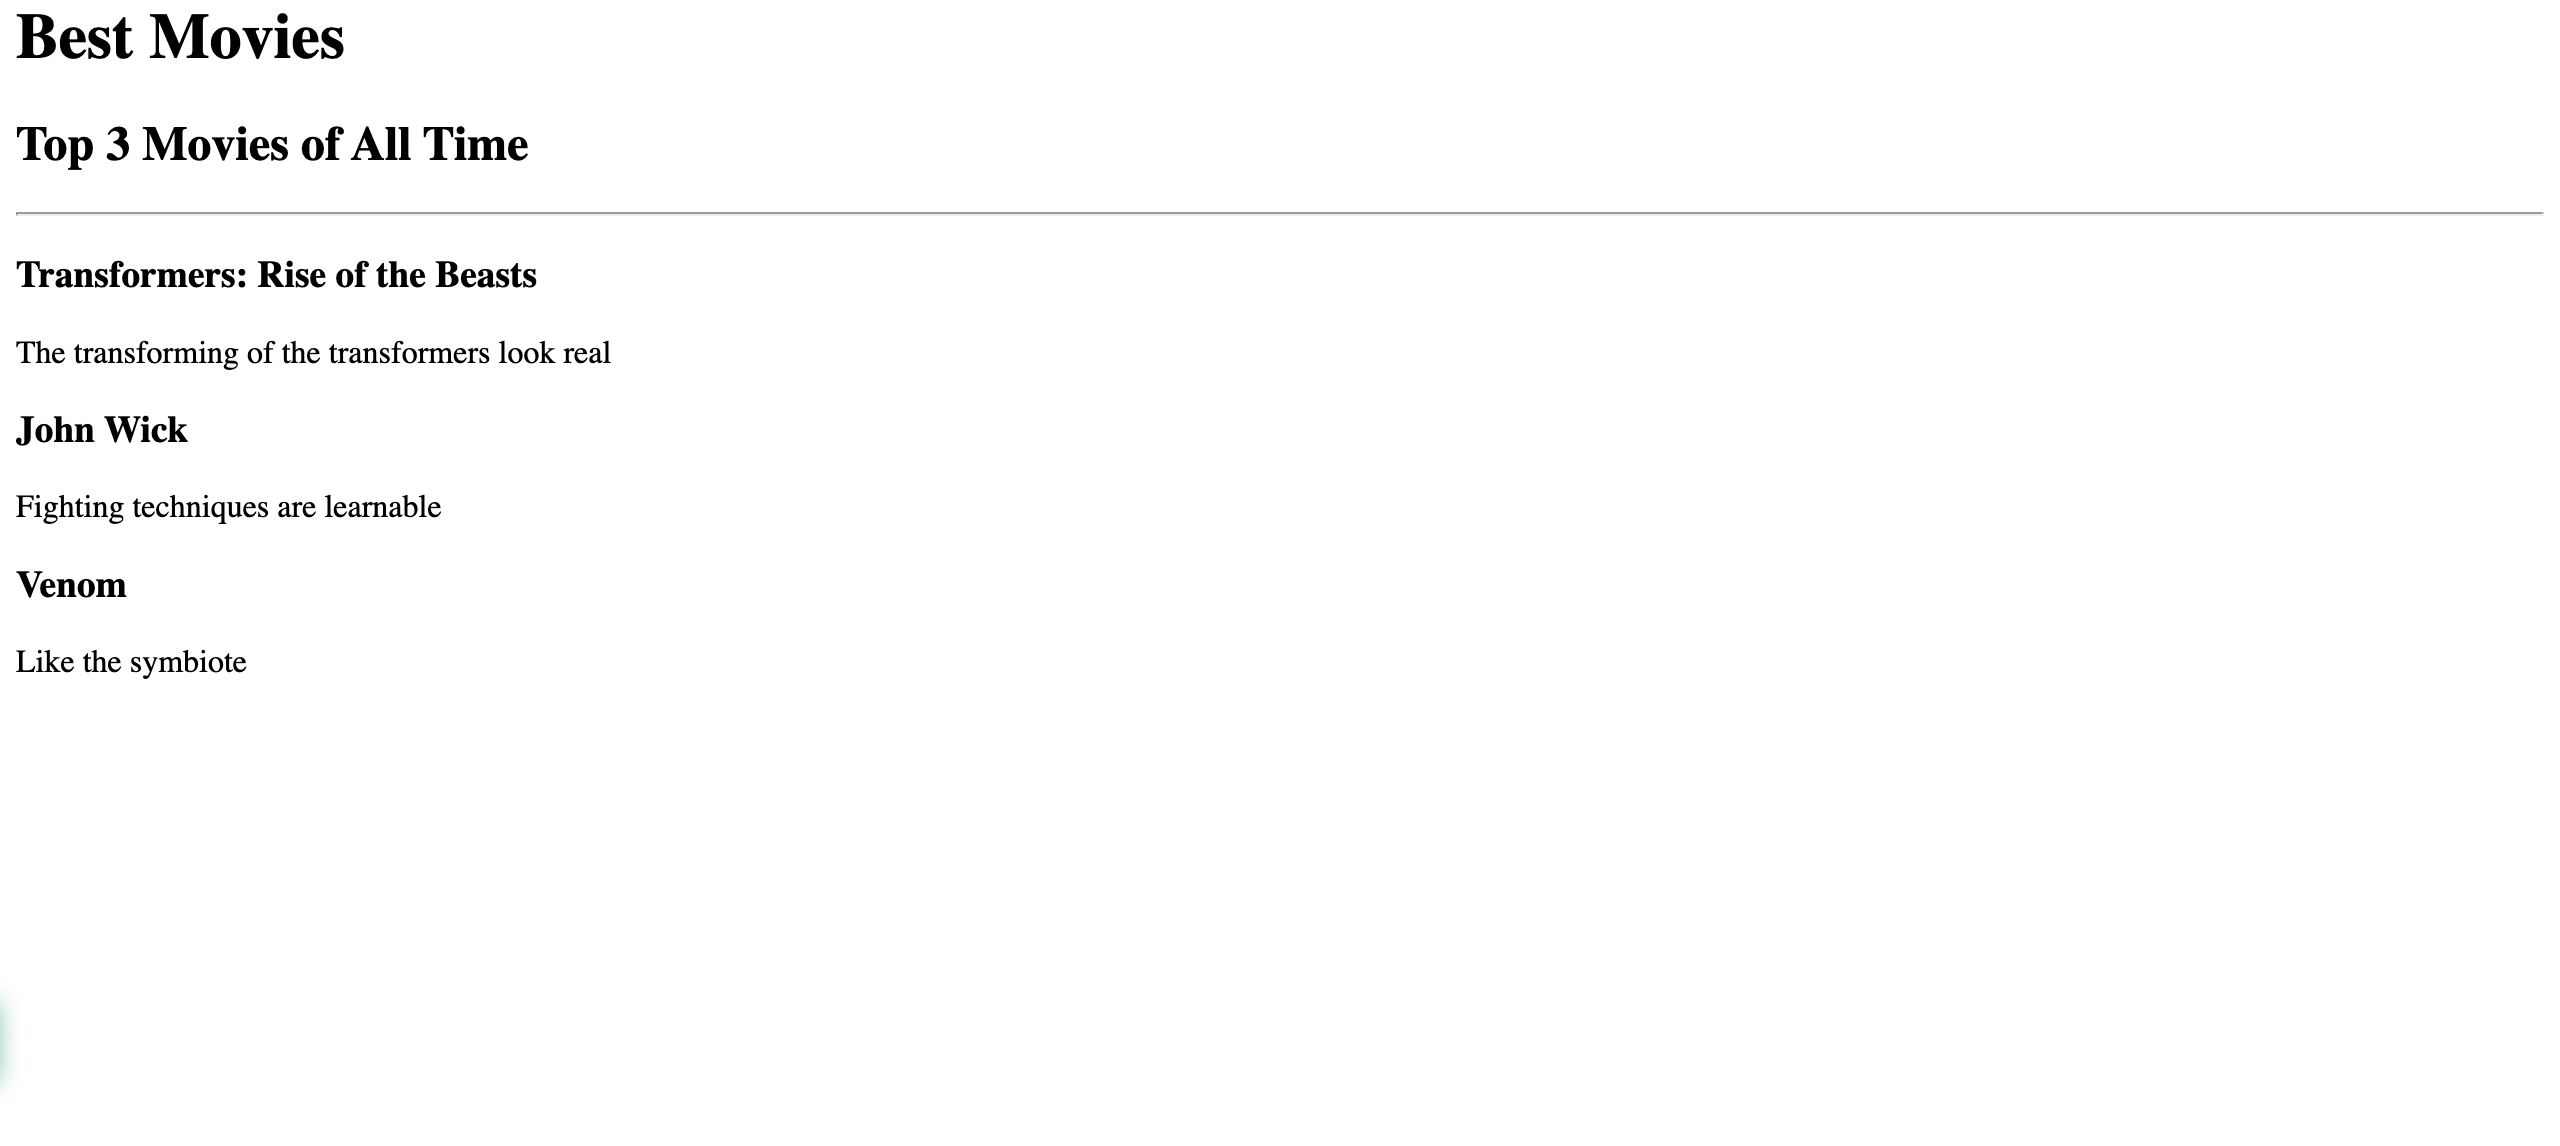 Best Movies
Top 3 Movies of All Time
Transformers: Rise of the Beasts
The transforming of the transformers look real
John Wick
Fighting techniques are learnable
Venom
Like the symbiote